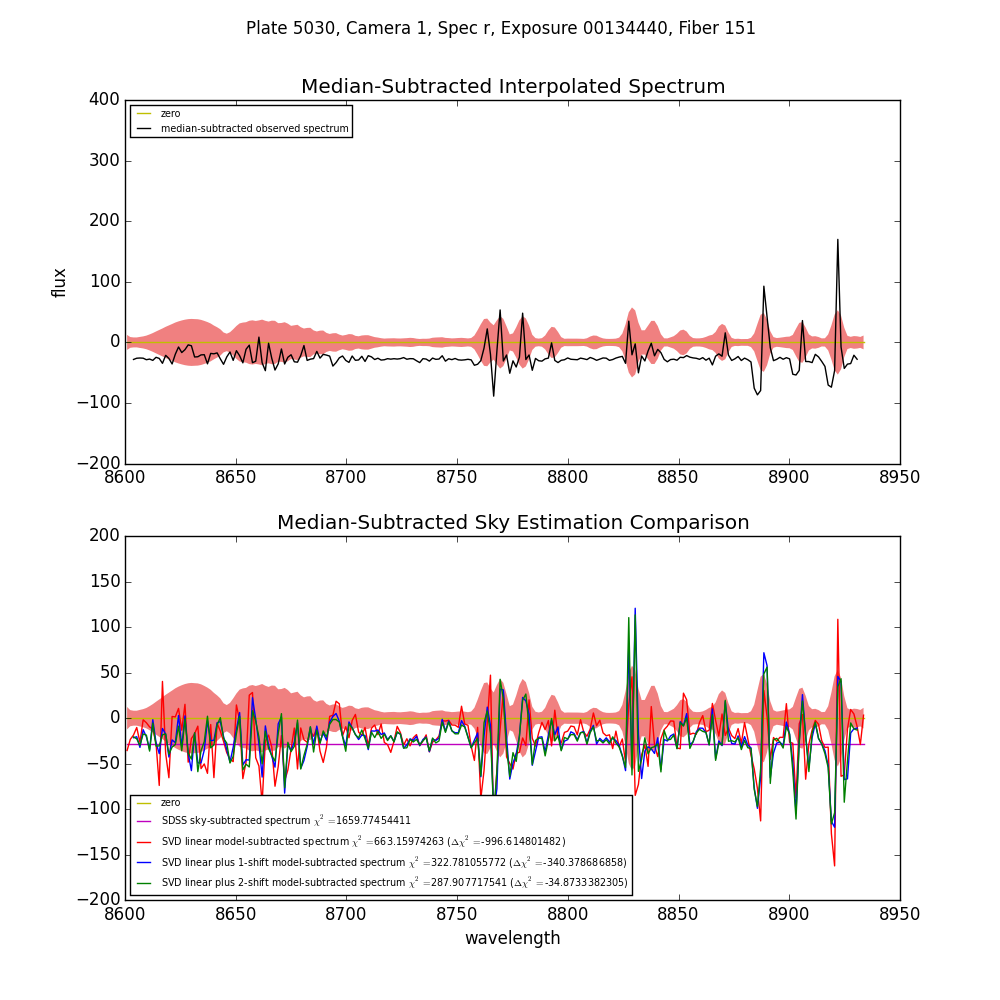 Plate 5030, Camera 1, Spec r, Exposure 00134440, Fiber 151
Median-Subtracted Interpolated Spectrum
400
300
200
100
0
−100
−200
flux
zero
median-subtracted observed spectrum
8600 8650 8700 8750 8800 8850 8900 8950
Median-Subtracted Sky Estimation Comparison
200
150
100
50
0
−50
−100
−150
−200
zero
SDSS sky-subtracted spectrum χ² =1659.77454411
SVD linear model-subtracted spectrum χ² =663.15974263 (Δχ² =-996.614801482)
SVD linear plus 1-shift model-subtracted spectrum χ² =322.781055772 (Δχ² =-340.378686858)
SVD linear plus 2-shift model-subtracted spectrum χ² =287.907717541 (Δχ² =-34.8733382305)
8600 8650 8700 8750 8800 8850 8900 8950
wavelength